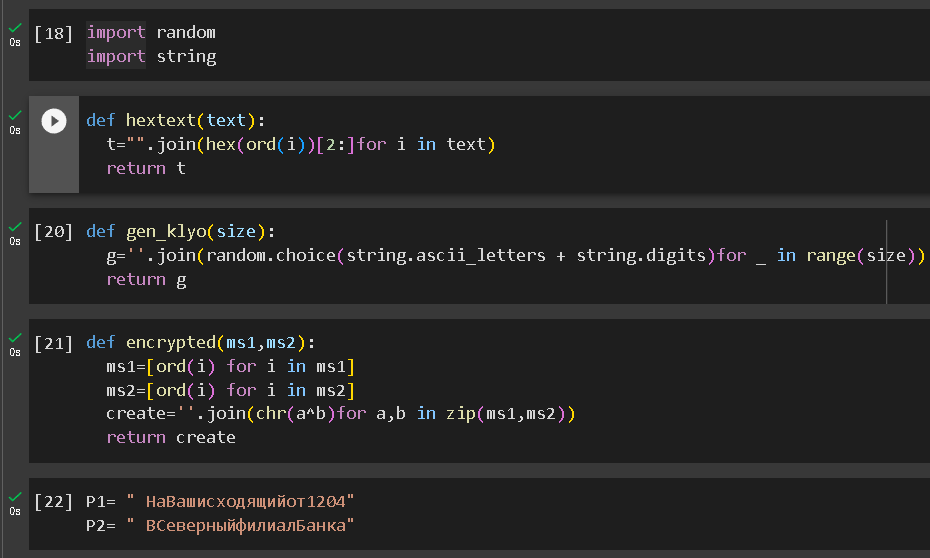 0s
[18] import random
import string
0s
def hextext(text):
t="".join(hex(ord(i))[2:]for i in text)
return t
0s
[20] def gen_klyo(size):
g=''.join(random.choice(string.ascii_letters + string.digits)for _ in range(size))
return g
0s
[21] def encrypted(ms1,ms2):
ms1=[ord(i) for i in ms1]
ms2=[ord(i) for i in ms2]
create=''.join(chr(a^b)for a,b in zip(ms1,ms2))
return create
0s
[22] P1= " НаВашисходящийот1204"
P2= " ВСеверныйфилиалБанка"